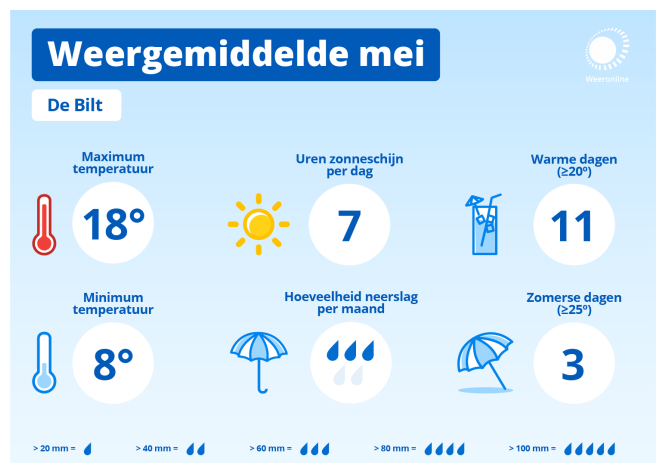 Weergemiddelde mei
Weeronline
De Bilt
Maximum
temperatuur
18°
Uren zonneschijn
per dag
7
Warme dagen
(≥20°)
11
Minimum
temperatuur
8°
Hoeveelheid neerslag
per maand
Zomerse dagen
(≥25°)
3
> 20 mm =
> 40 mm =
> 60 mm =
> 80 mm =
> 100 mm =